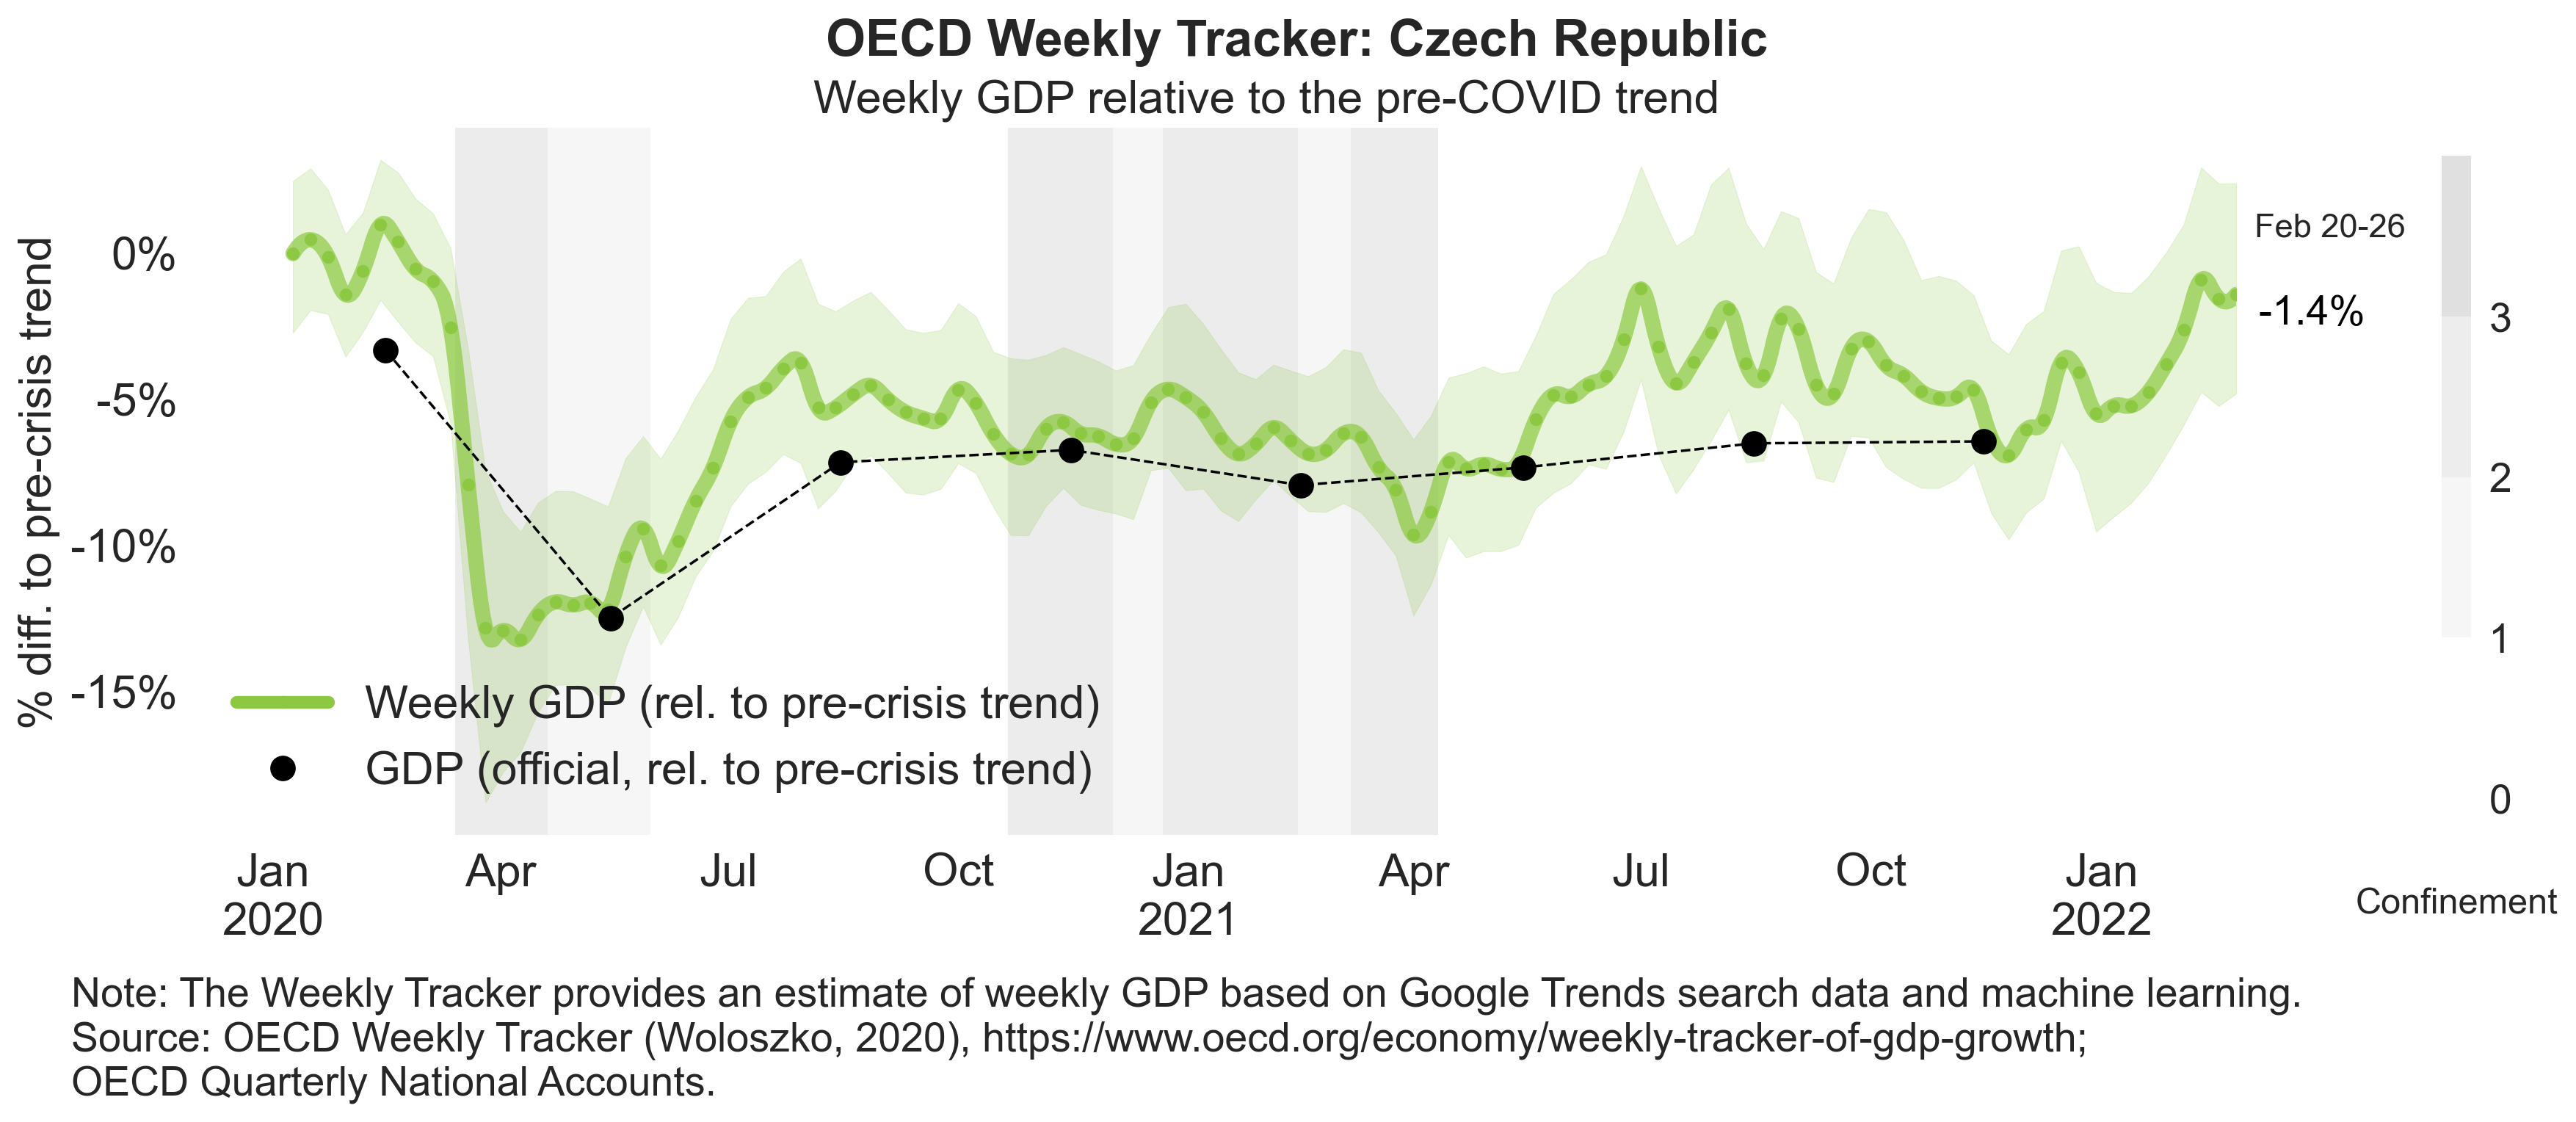 OECD Weekly Tracker: Czech Republic
Weekly GDP relative to the pre-COVID trend
% diff. to pre-crisis trend
0%
-5%
-10%
-15%
Feb 20-26
-1.4%
3
2
1
0
Confinement
Weekly GDP (rel. to pre-crisis trend)
GDP (official, rel. to pre-crisis trend)
Jan Apr Jul Oct Jan Apr Jul Oct Jan
2020 2021 2022
Note: The Weekly Tracker provides an estimate of weekly GDP based on Google Trends search data and machine learning.
Source: OECD Weekly Tracker (Woloszko, 2020), https://www.oecd.org/economy/weekly-tracker-of-gdp-growth;
OECD Quarterly National Accounts.